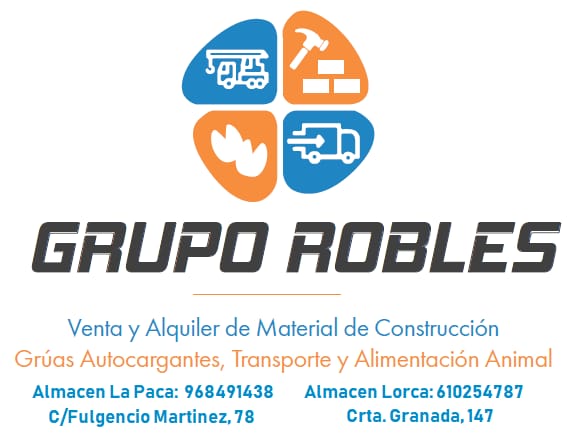 GRUPO ROBLES
Venta y Alquiler de Material de Construcción
Grúas Autocargantes, Transporte y Alimentación Animal
Almacen La Paca: 968491438
C/Fulgencio Martinez, 78
Almacen Lorca: 610254787
Crta. Granada, 147